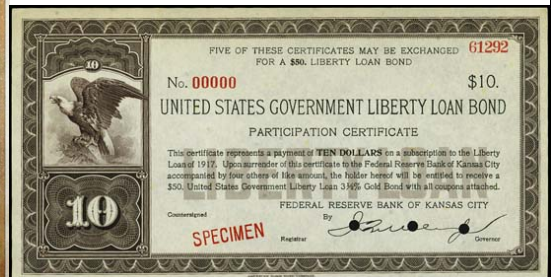 FIVE OF THESE CERTIFICATES MAY BE EXCHANGED
61292
FOR A $50. LIBERTY LOAN BOND
No. 00000
$10.
UNITED STATES GOVERNMENT LIBERTY LOAN BOND
PARTICIPATION CERTIFICATE
This certificate represents a payment of TEN DOLLARS on a subscription to the Liberty
Loan of 1917. Upon surrender of this certificate to the Federal Reserve Bank of Kansas City
accompanied by four others of like amount, the holder hereof will be entitled to receive a
$50. United States Government Liberty Loan 3½% Gold Bond with all coupons attached.
FEDERAL RESERVE BANK OF KANSAS CITY
Countersigned
By
SPECIMEN
Registrar
Governor
10
10